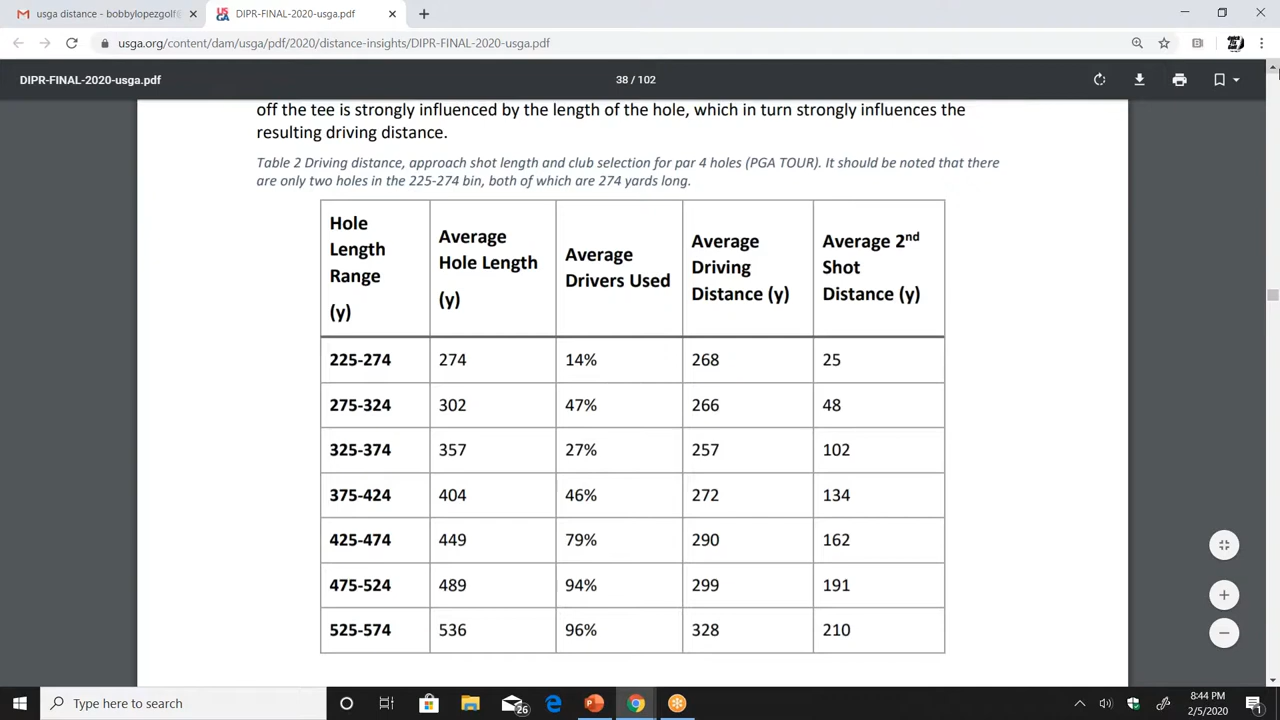 usga distance - bobbylopezgolf@
DIPR-FINAL-2020-usga.pdf
usga.org/content/dam/usga/pdf/2020/distance-insights/DIPR-FINAL-2020-usga.pdf
DIPR-FINAL-2020-usga.pdf
38 / 102
off the tee is strongly influenced by the length of the hole, which in turn strongly influences the
resulting driving distance.
Table 2 Driving distance, approach shot length and club selection for par 4 holes (PGA TOUR). It should be noted that there
are only two holes in the 225-274 bin, both of which are 274 yards long.
Hole
Length
Range
(y)
Average
Hole Length
(y)
Average
Drivers Used
Average
Driving
Distance (y)
Average 2nd
Shot
Distance (y)
225-274 274 14% 268 25
275-324 302 47% 266 48
325-374 357 27% 257 102
375-424 404 46% 272 134
425-474 449 79% 290 162
475-524 489 94% 299 191
525-574 536 96% 328 210
Type here to search
26
8:44 PM
2/5/2020
1